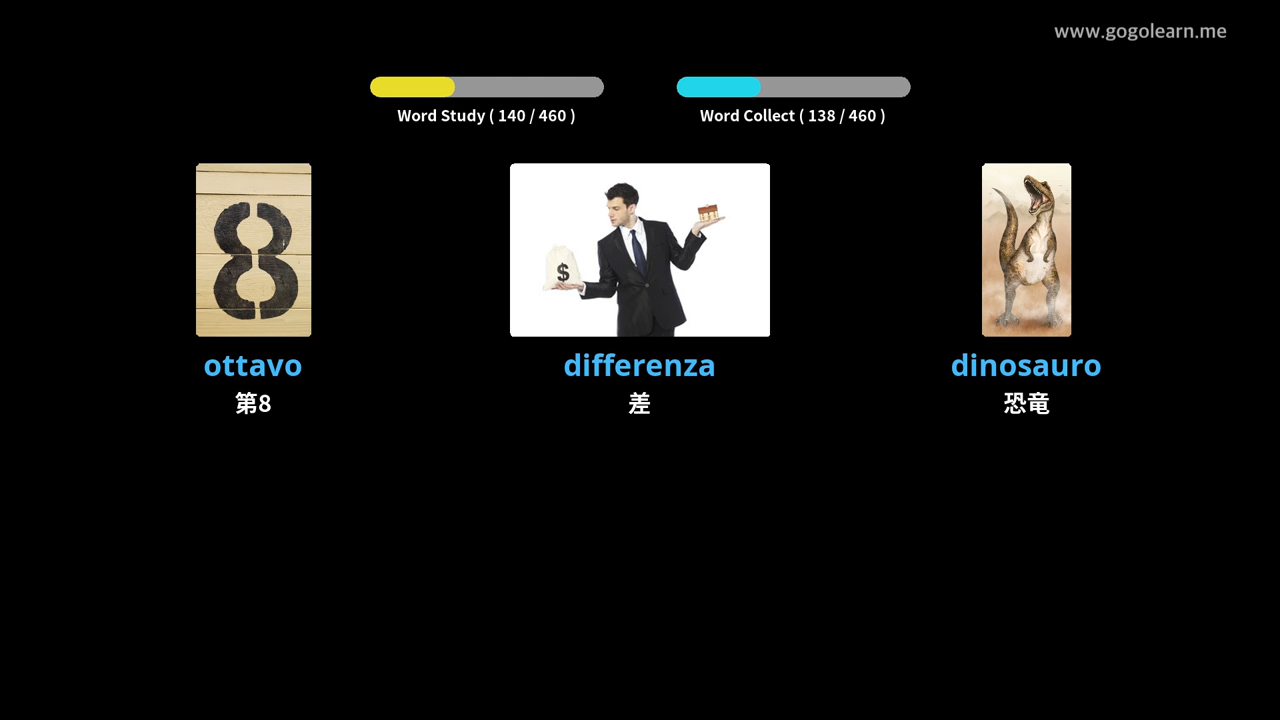 www.gogolearn.me
Word Study ( 140 / 460 )
Word Collect ( 138 / 460 )
8
$
ottavo
differenza
dinosauro
第8
差
恐竜